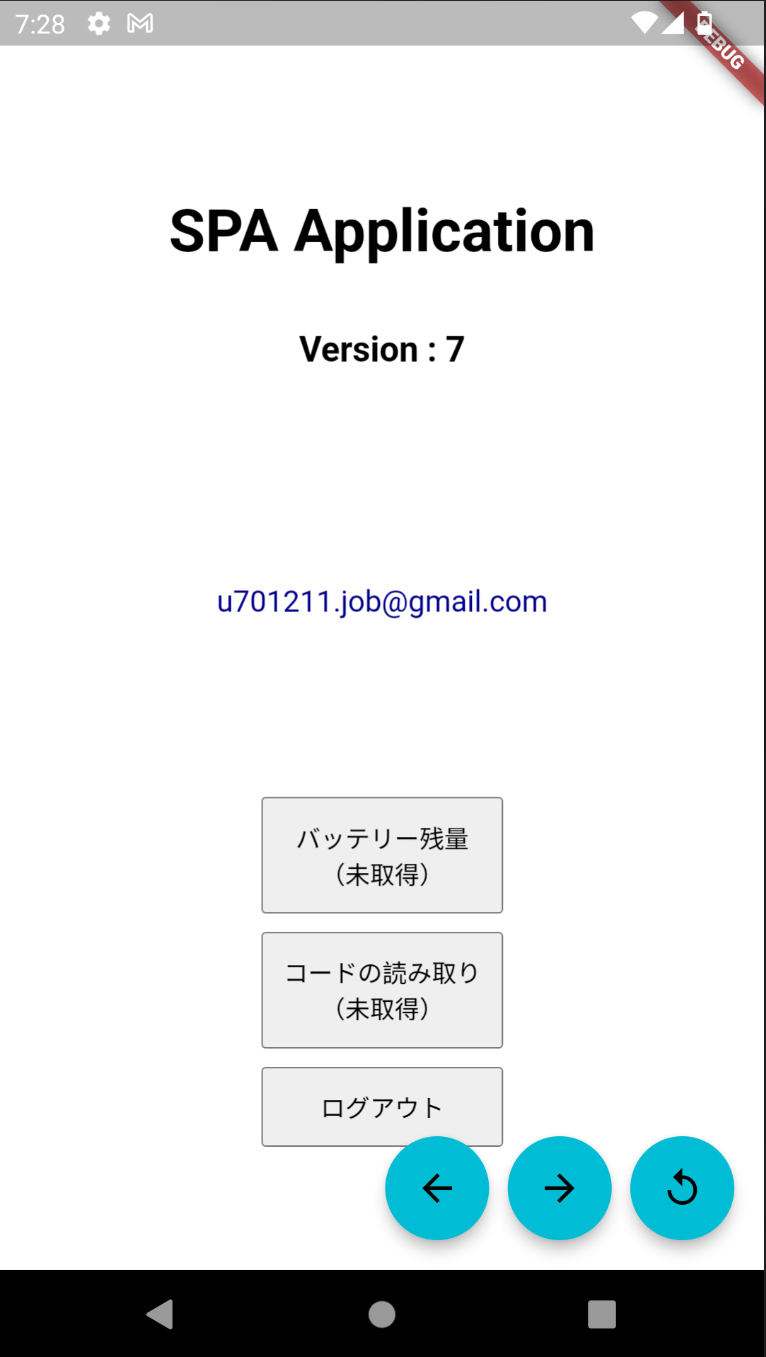 7:28
DEBUG
SPA Application
Version : 7
u701211.job@gmail.com
バッテリー残量
（未取得）
コードの読み取り
（未取得）
ログアウト